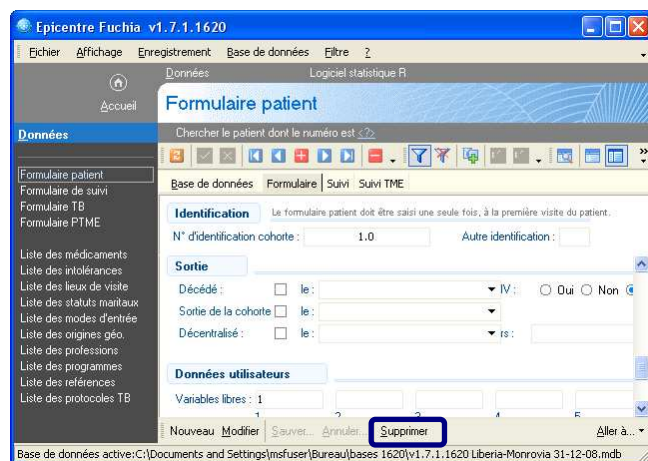 Epicentre Fuchia v1.7.1.1620
Fichier Affichage Enregistrement Base de données Filtre ?
Données Logiciel statistique R
Accueil
Formulaire patient
Données
Chercher le patient dont le numéro est <?>
Formulaire patient
Formulaire de suivi
Formulaire TB
Formulaire PTME
Liste des médicaments
Liste des intolérances
Liste des lieux de visite
Liste des statuts maritaux
Liste des modes d'entrée
Liste des origines géo.
Liste des professions
Liste des programmes
Liste des références
Liste des protocoles TB
Base de données Formulaire Suivi Suivi TME
Identification Le formulaire patient doit être saisi une seule fois, à la première visite du patient.
N° d'identification cohorte : 1.0 Autre identification :
Sortie
Décédé : le : IV : Oui Non
Sortie de la cohorte le :
Décentralisé : le : rs :
Données utilisateurs
Variables libres : 1
1 2 3 4 5
Nouveau Modifier Sauver... Annuler... Supprimer Aller à...
Base de données active:C:\Documents and Settings\msfuser\Bureau\bases 1620\v1.7.1.1620 Liberia-Monrovia 31-12-08.mdb